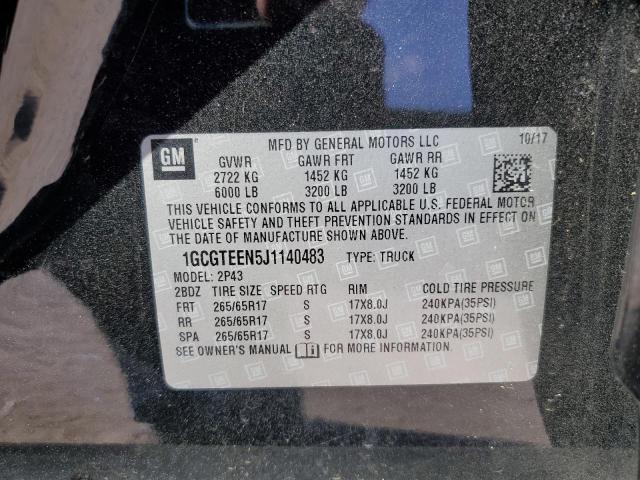 GM MFD BY GENERAL MOTORS LLC 10/17
GVWR GAWR FRT GAWR RR
2722 KG 1452 KG 1452 KG
6000 LB 3200 LB 3200 LB
THIS VEHICLE CONFORMS TO ALL APPLICABLE U.S. FEDERAL MOTOR
VEHICLE SAFETY AND THEFT PREVENTION STANDARDS IN EFFECT ON
THE DATE OF MANUFACTURE SHOWN ABOVE.
1GCGTEEN5J1140483 TYPE: TRUCK
MODEL: 2P43
2BDZ TIRE SIZE SPEED RTG RIM COLD TIRE PRESSURE
FRT 265/65R17 S 17X8.0J 240KPA(35PSI)
RR 265/65R17 S 17X8.0J 240KPA(35PSI)
SPA 265/65R17 S 17X8.0J 240KPA(35PSI)
SEE OWNER'S MANUAL FOR MORE INFORMATION.